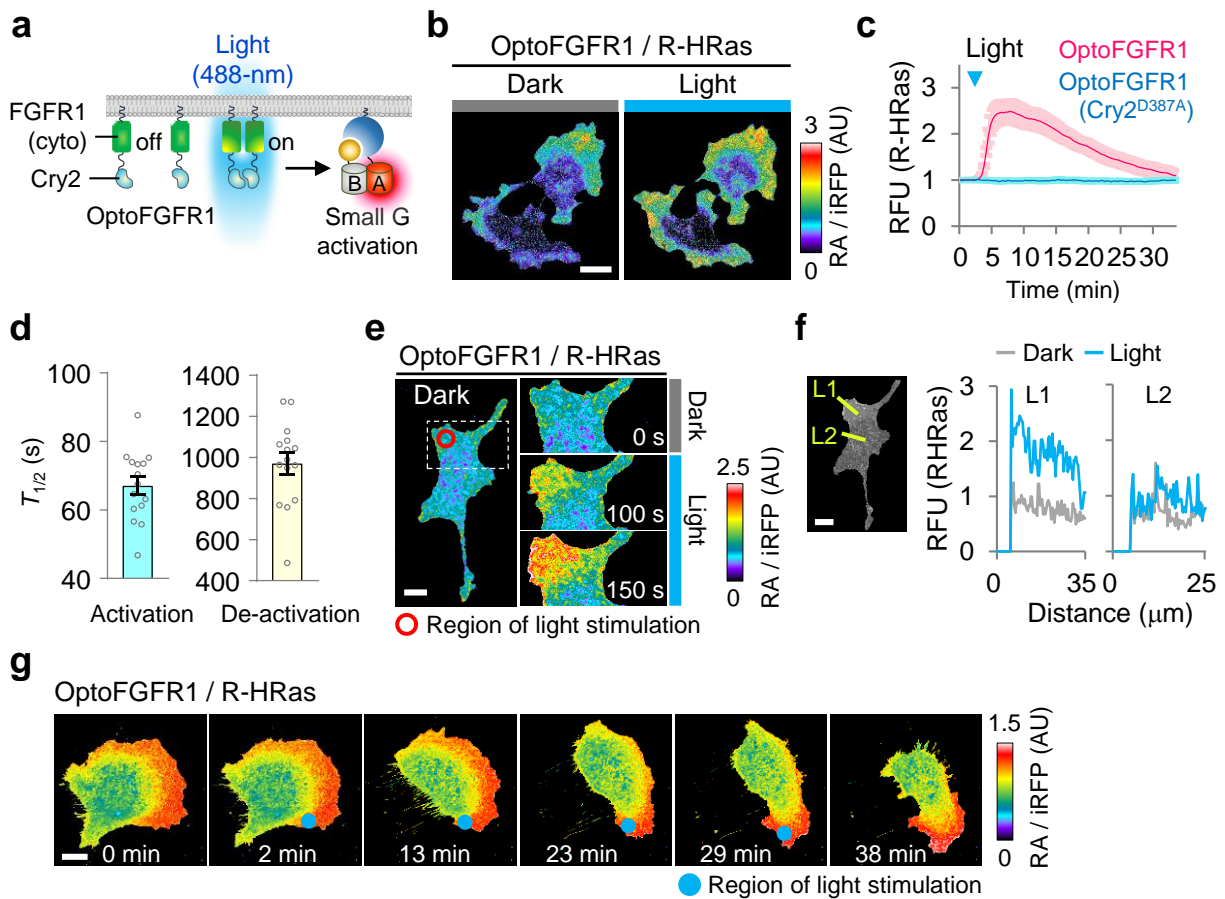 a
Light
(488-nm)
FGFR1
(cyto)
off
on
Cry2
OptoFGFR1
B
A
Small G
activation
b
OptoFGFR1 / R-HRas
Dark
Light
3
0
RA / iRFP (AU)
c
Light
OptoFGFR1
OptoFGFR1
(Cry2D387A)
RFU (R-HRas)
3
2
1
0
0 5 10 15 20 25 30
Time (min)
d
T1/2 (s)
100
80
60
40
Activation
1400
1200
1000
800
600
400
De-activation
e
OptoFGFR1 / R-HRas
Dark
0 s
100 s
150 s
Dark
Light
2.5
0
RA / iRFP (AU)
Region of light stimulation
f
Dark
Light
L1
L2
RFU (RHRas)
3
2
1
0
L1
L2
0 35
0 25
Distance (μm)
g
OptoFGFR1 / R-HRas
0 min
2 min
13 min
23 min
29 min
38 min
1.5
0
RA / iRFP (AU)
Region of light stimulation